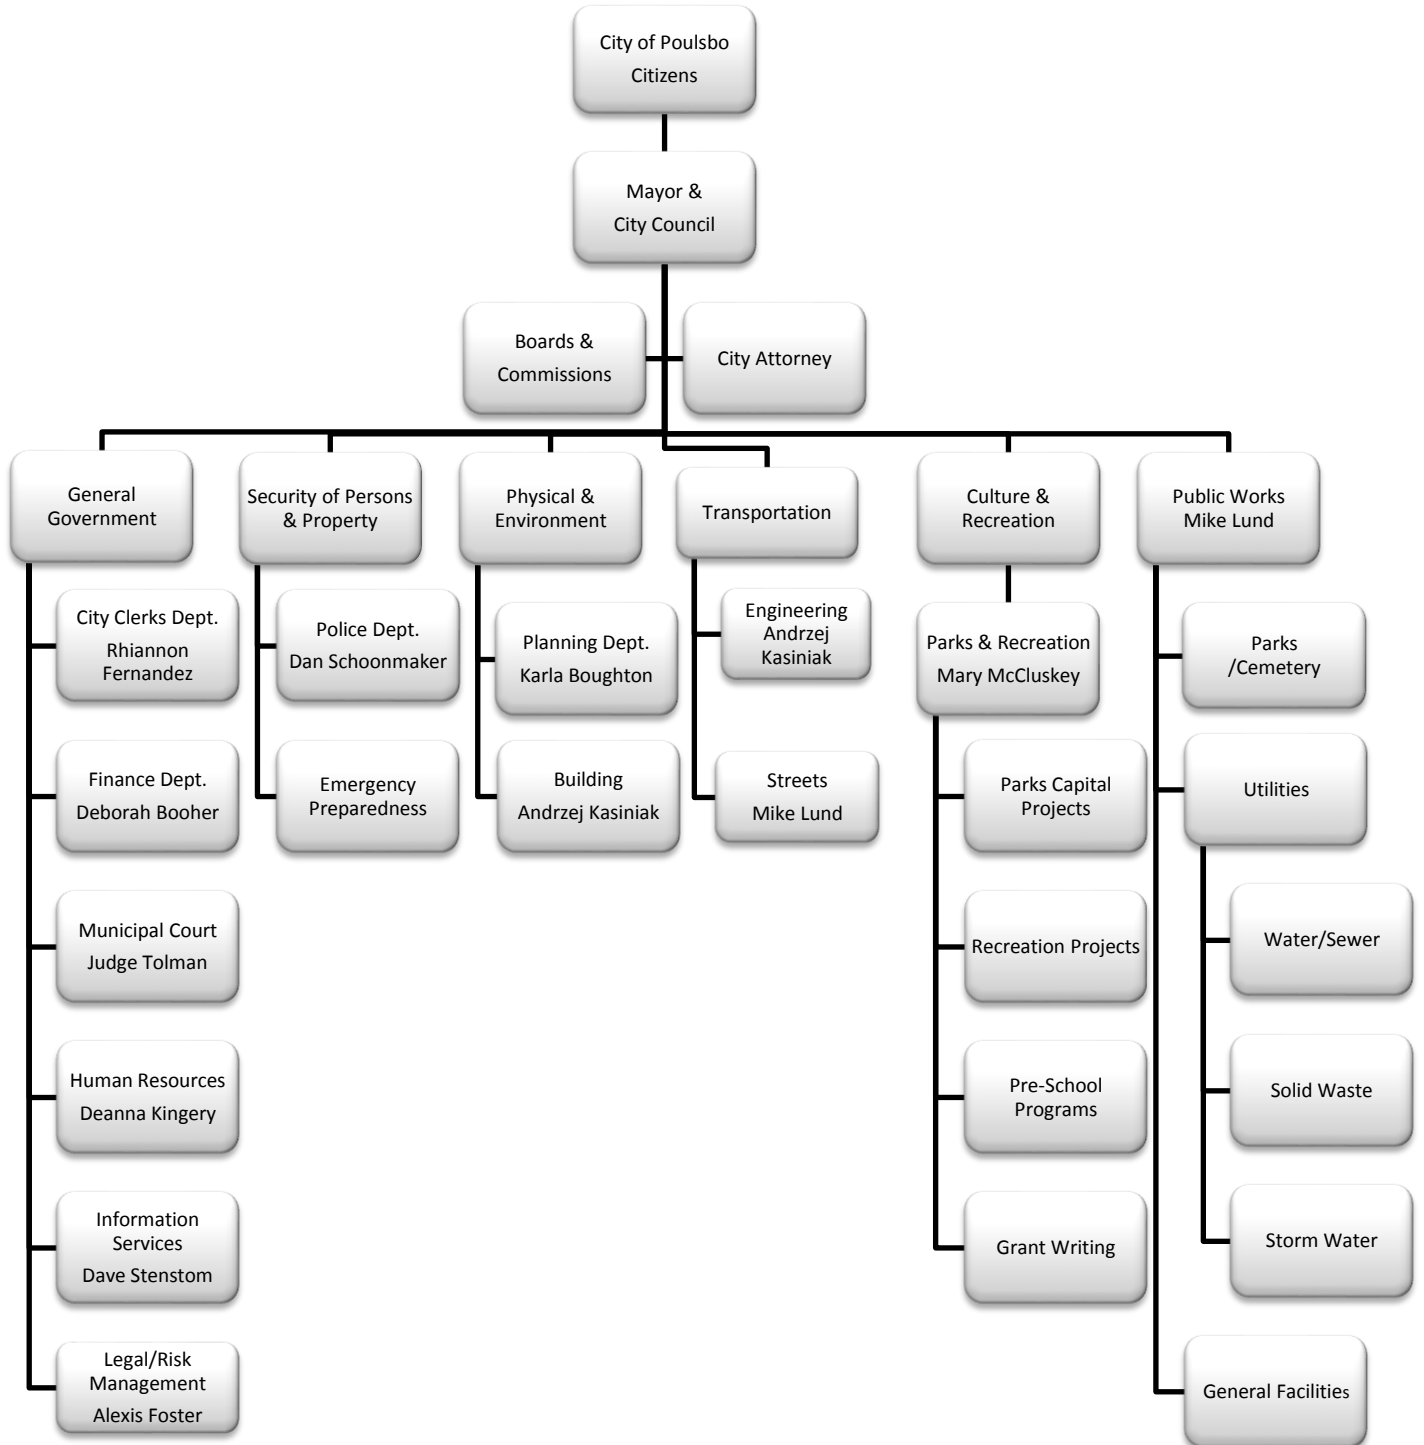 City of Poulsbo
Citizens
Mayor &
City Council
Boards &
Commissions
City Attorney
General
Government
Security of Persons
& Property
Physical &
Environment
Transportation
Culture &
Recreation
Public Works
Mike Lund
City Clerks Dept.
Rhiannon
Fernandez
Finance Dept.
Deborah Booher
Municipal Court
Judge Tolman
Human Resources
Deanna Kingery
Information
Services
Dave Stenstom
Legal/Risk
Management
Alexis Foster
Police Dept.
Dan Schoonmaker
Emergency
Preparedness
Planning Dept.
Karla Boughton
Building
Andrzej Kasiniak
Engineering
Andrzej
Kasiniak
Streets
Mike Lund
Parks & Recreation
Mary McCluskey
Parks Capital
Projects
Recreation Projects
Pre-School
Programs
Grant Writing
Parks
/Cemetery
Utilities
Water/Sewer
Solid Waste
Storm Water
General Facilities